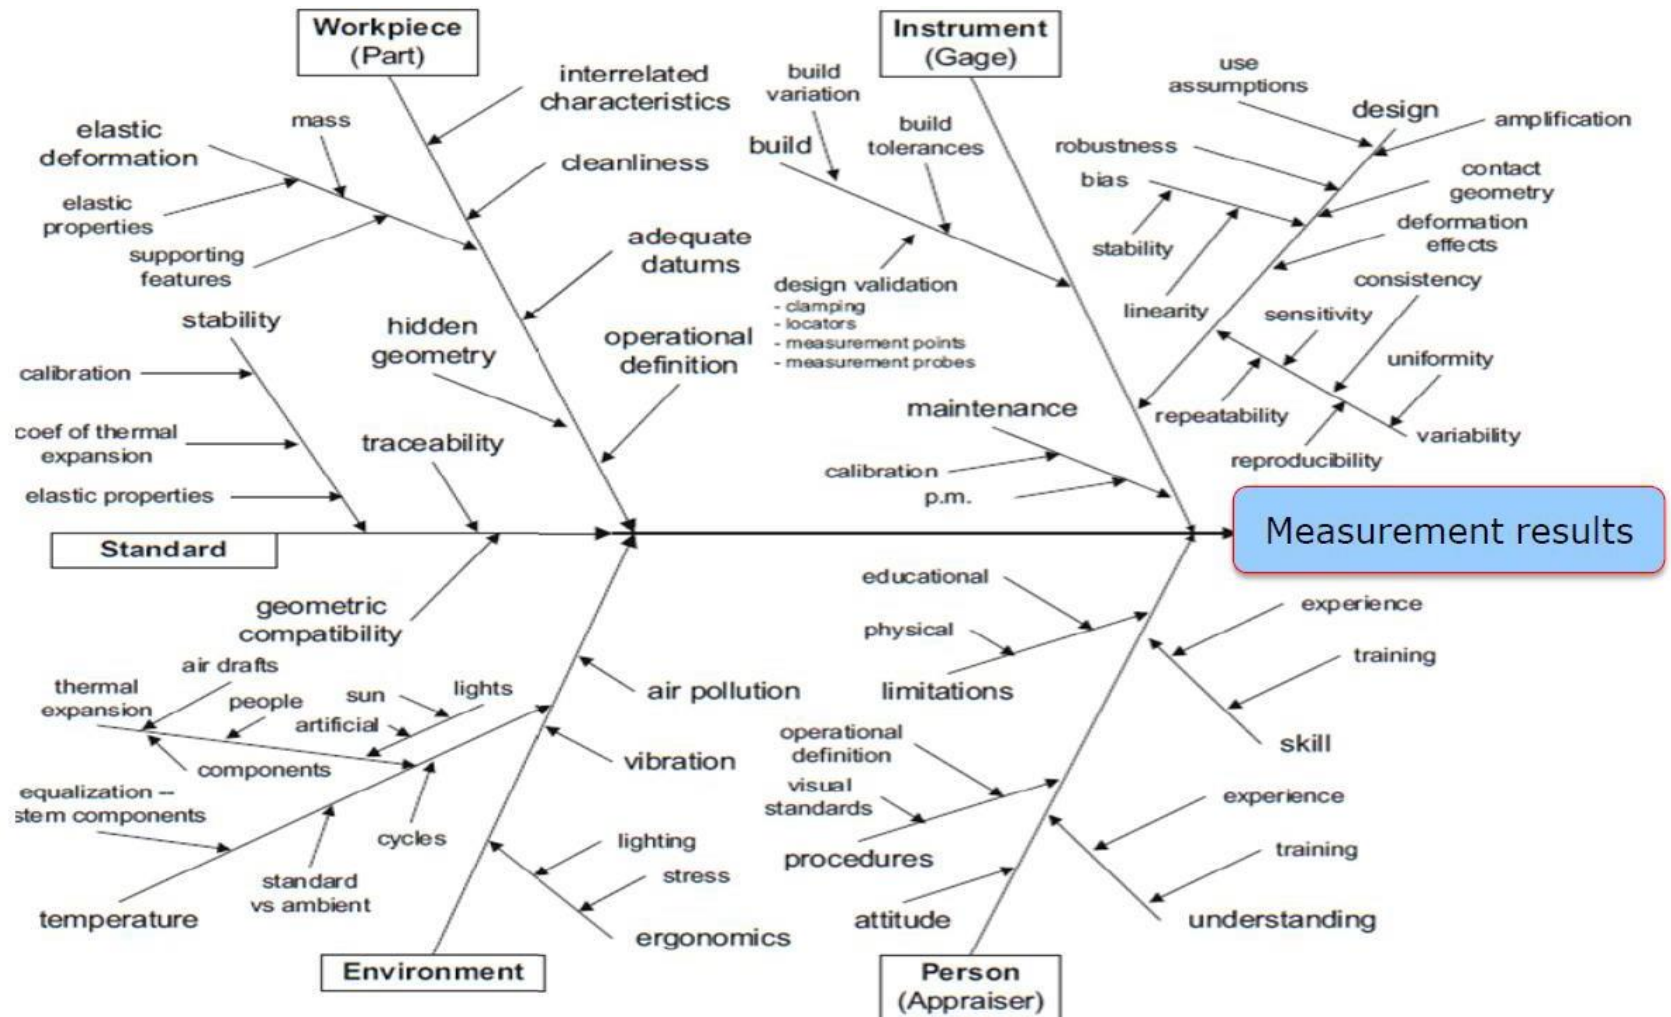 Workpiece
(Part)
interrelated
characteristics
cleanliness
mass
elastic
deformation
elastic
properties
supporting
features
adequate
datums
hidden
geometry
operational
definition
stability
calibration
coef of thermal
expansion
elastic properties
traceability
Standard
geometric
compatibility
Instrument
(Gage)
build
variation
build
build
tolerances
design validation
- clamping
- locators
- measurement points
- measurement probes
use
assumptions
design
amplification
robustness
bias
contact
geometry
deformation
effects
stability
linearity
consistency
sensitivity
uniformity
repeatability
variability
reproducibility
maintenance
calibration
p.m.
Measurement results
air drafts
thermal
expansion
people
sun
lights
artificial
components
equalization --
stem components
cycles
standard
vs ambient
temperature
air pollution
vibration
lighting
stress
ergonomics
Environment
educational
physical
limitations
experience
training
skill
operational
definition
visual
standards
procedures
experience
training
understanding
attitude
Person
(Appraiser)